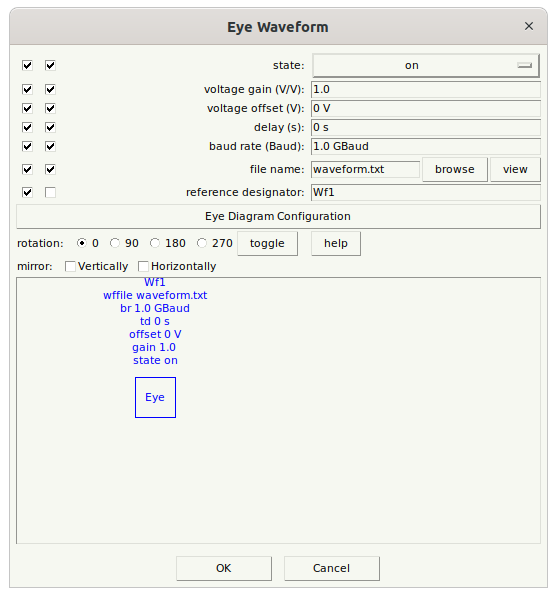 Eye Waveform
state: on
voltage gain (V/V): 1.0
voltage offset (V): 0 V
delay (s): 0 s
baud rate (Baud): 1.0 GBaud
file name: waveform.txt browse view
reference designator: Wf1
Eye Diagram Configuration
rotation: 0 90 180 270 toggle help
mirror: Vertically Horizontally
Wf1
wffile waveform.txt
br 1.0 GBaud
td 0 s
offset 0 V
gain 1.0
state on
Eye
OK Cancel